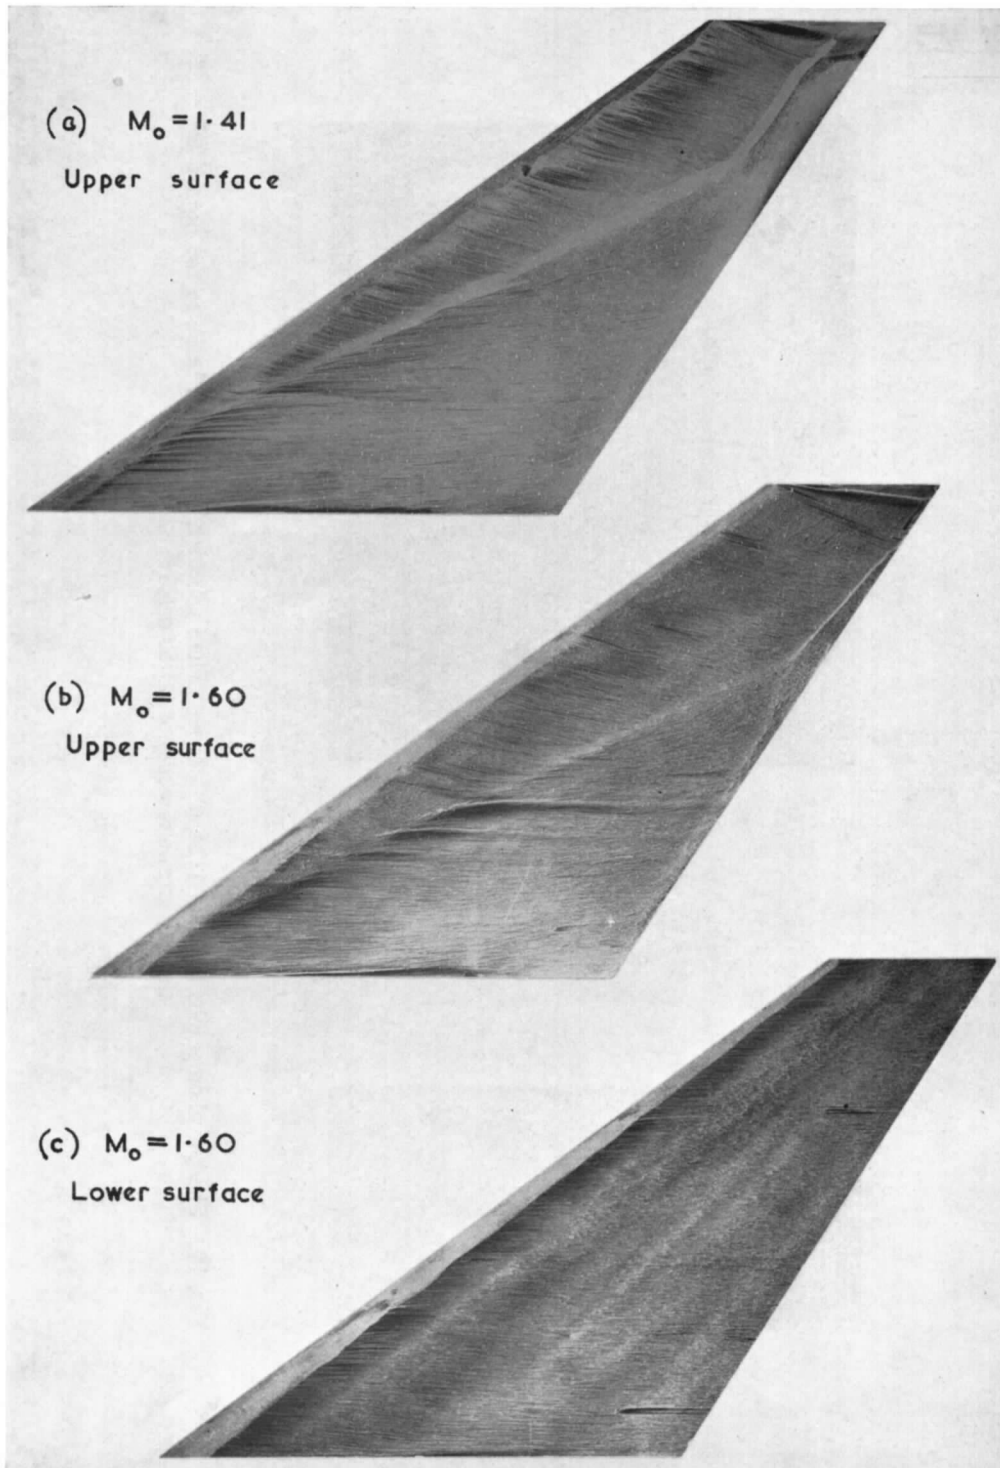 (a) M₀=1·41
Upper surface
(b) M₀=1·60
Upper surface
(c) M₀=1·60
Lower surface